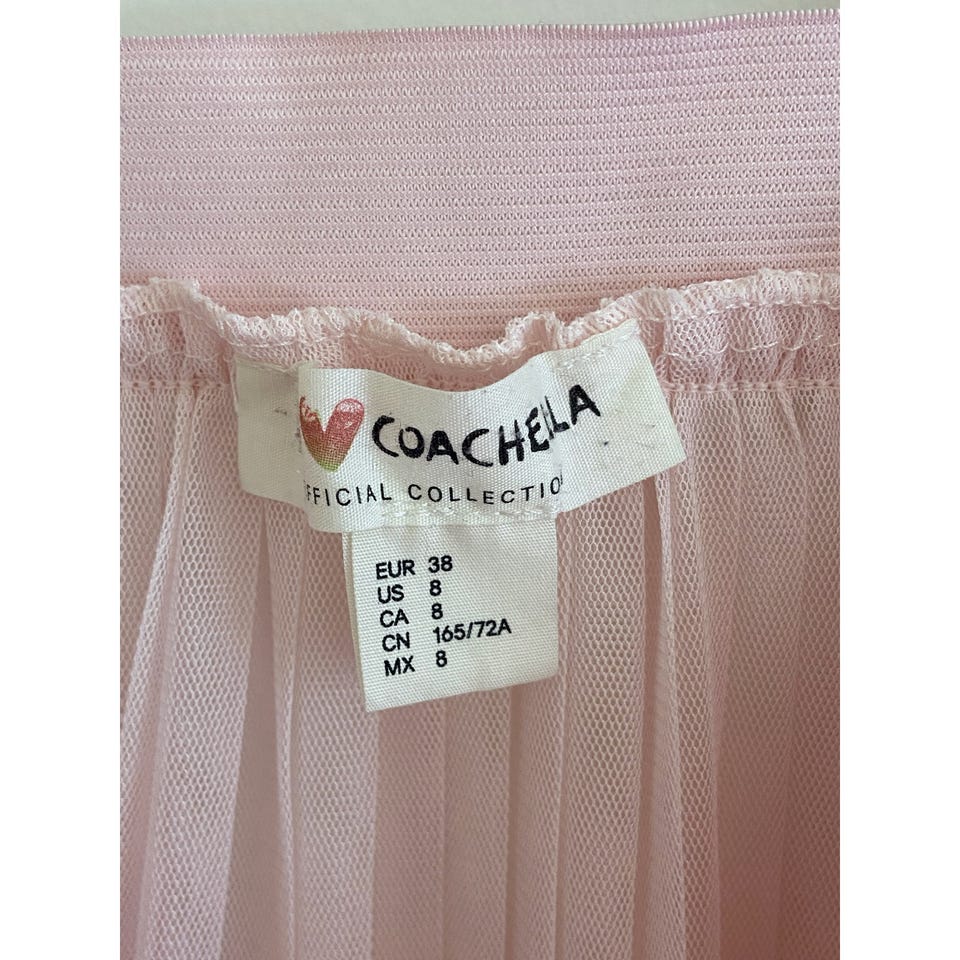 COACHELLA
OFFICIAL COLLECTION
EUR 38
US 8
CA 8
CN 165/72A
MX 8